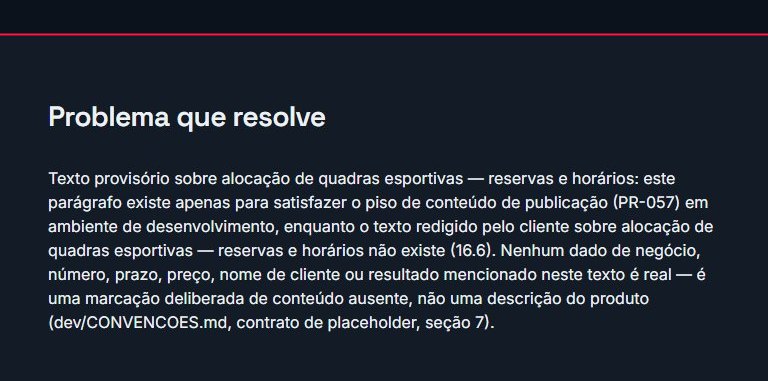 Problema que resolve
Texto provisório sobre alocação de quadras esportivas — reservas e horários: este
parágrafo existe apenas para satisfazer o piso de conteúdo de publicação (PR-057) em
ambiente de desenvolvimento, enquanto o texto redigido pelo cliente sobre alocação de
quadras esportivas — reservas e horários não existe (16.6). Nenhum dado de negócio,
número, prazo, preço, nome de cliente ou resultado mencionado neste texto é real — é
uma marcação deliberada de conteúdo ausente, não uma descrição do produto
(dev/CONVENCOES.md, contrato de placeholder, seção 7).